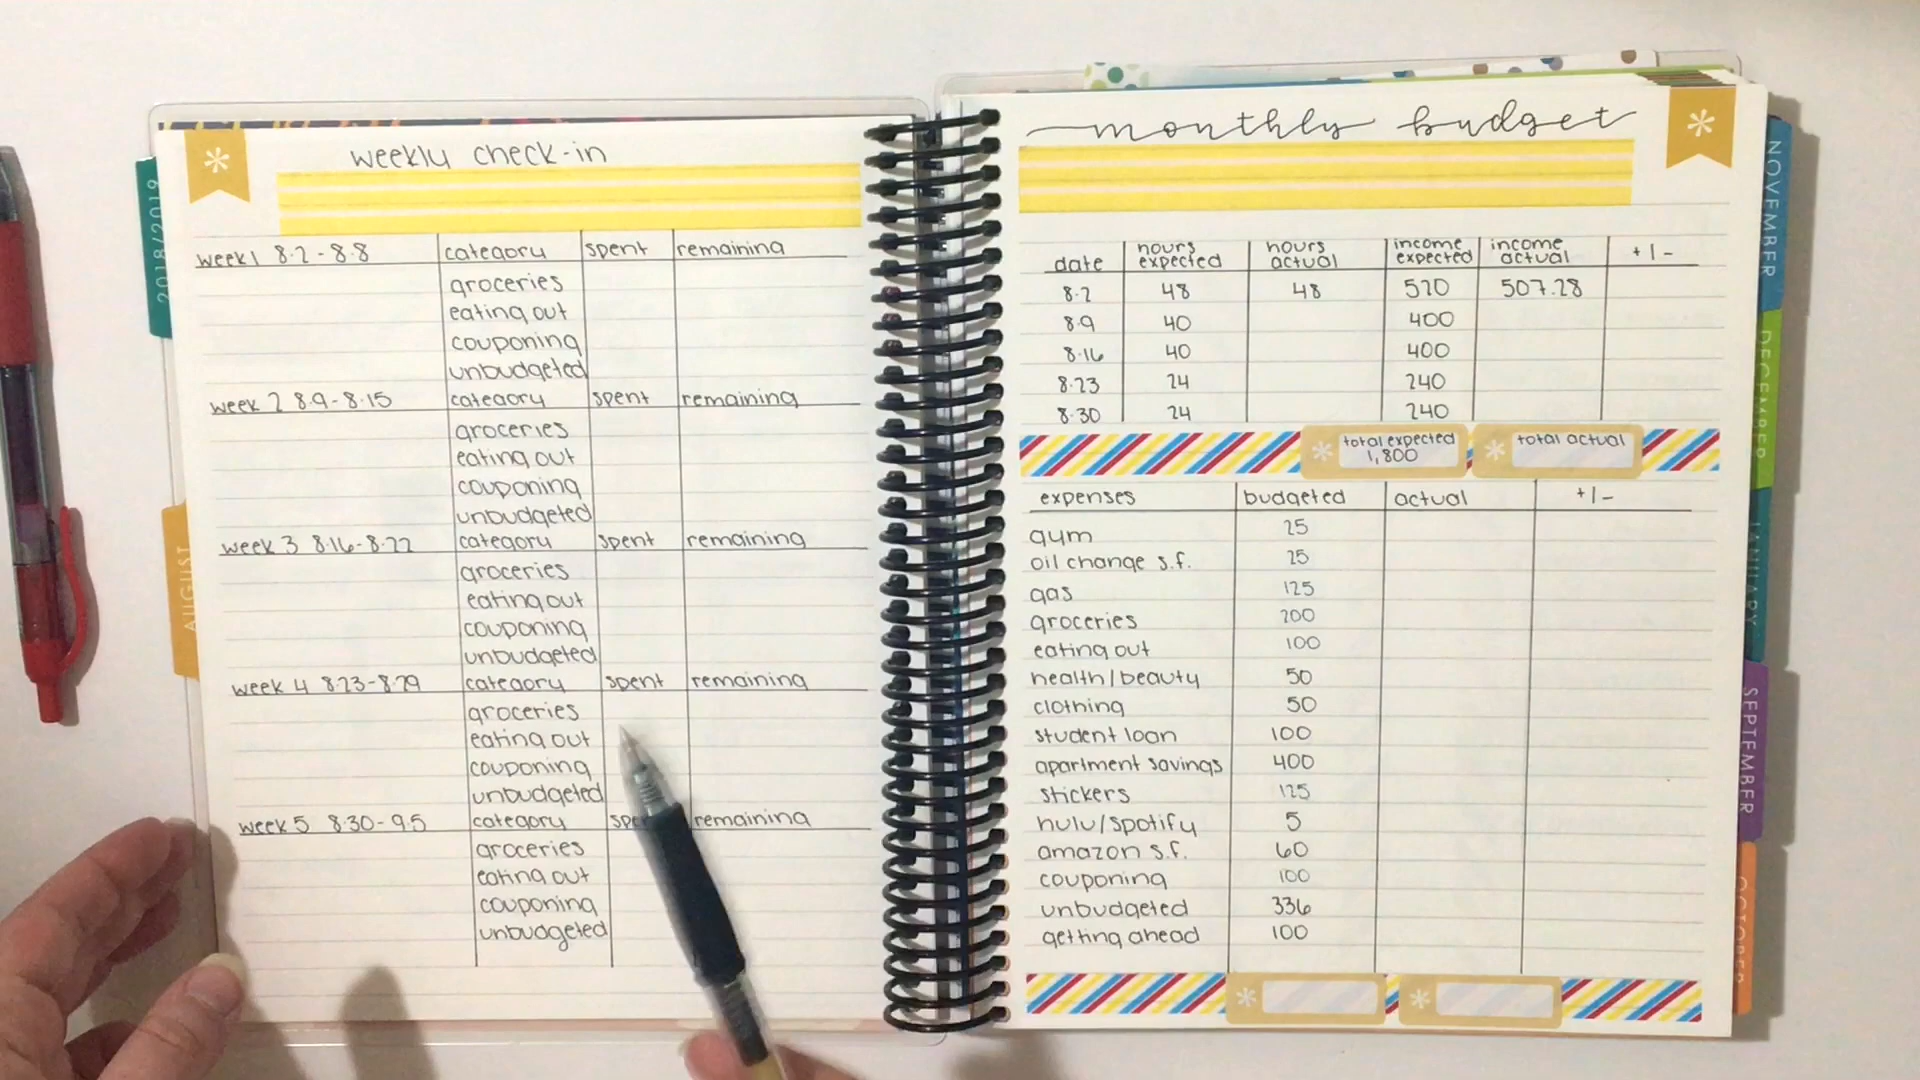 weekly check-in
week 1 8.2 - 8.8 category spent remaining
groceries
eating out
couponing
unbudgeted
week 2 8.9 - 8.15 category spent remaining
groceries
eating out
couponing
unbudgeted
week 3 8.16 - 8.22 category spent remaining
groceries
eating out
couponing
unbudgeted
week 4 8.23 - 8.29 category spent remaining
groceries
eating out
couponing
unbudgeted
week 5 8.30 - 9.5 category remaining
groceries
eating out
couponing
unbudgeted
2018/2019
AUGUST
monthly budget
date hours expected hours actual income expected income actual +/-
8.2 48 48 520 507.28
8.9 40 400
8.16 40 400
8.23 24 240
8.30 24 240
total expected
1,800
total actual
expenses budgeted actual +/-
gym 25
oil change s.f. 25
gas 125
groceries 200
eating out 100
health/beauty 50
clothing 50
student loan 100
apartment savings 400
stickers 125
hulu/spotify 5
amazon s.f. 60
couponing 100
unbudgeted 336
getting ahead 100
NOVEMBER
DECEMBER
JANUARY
SEPTEMBER
OCTOBER